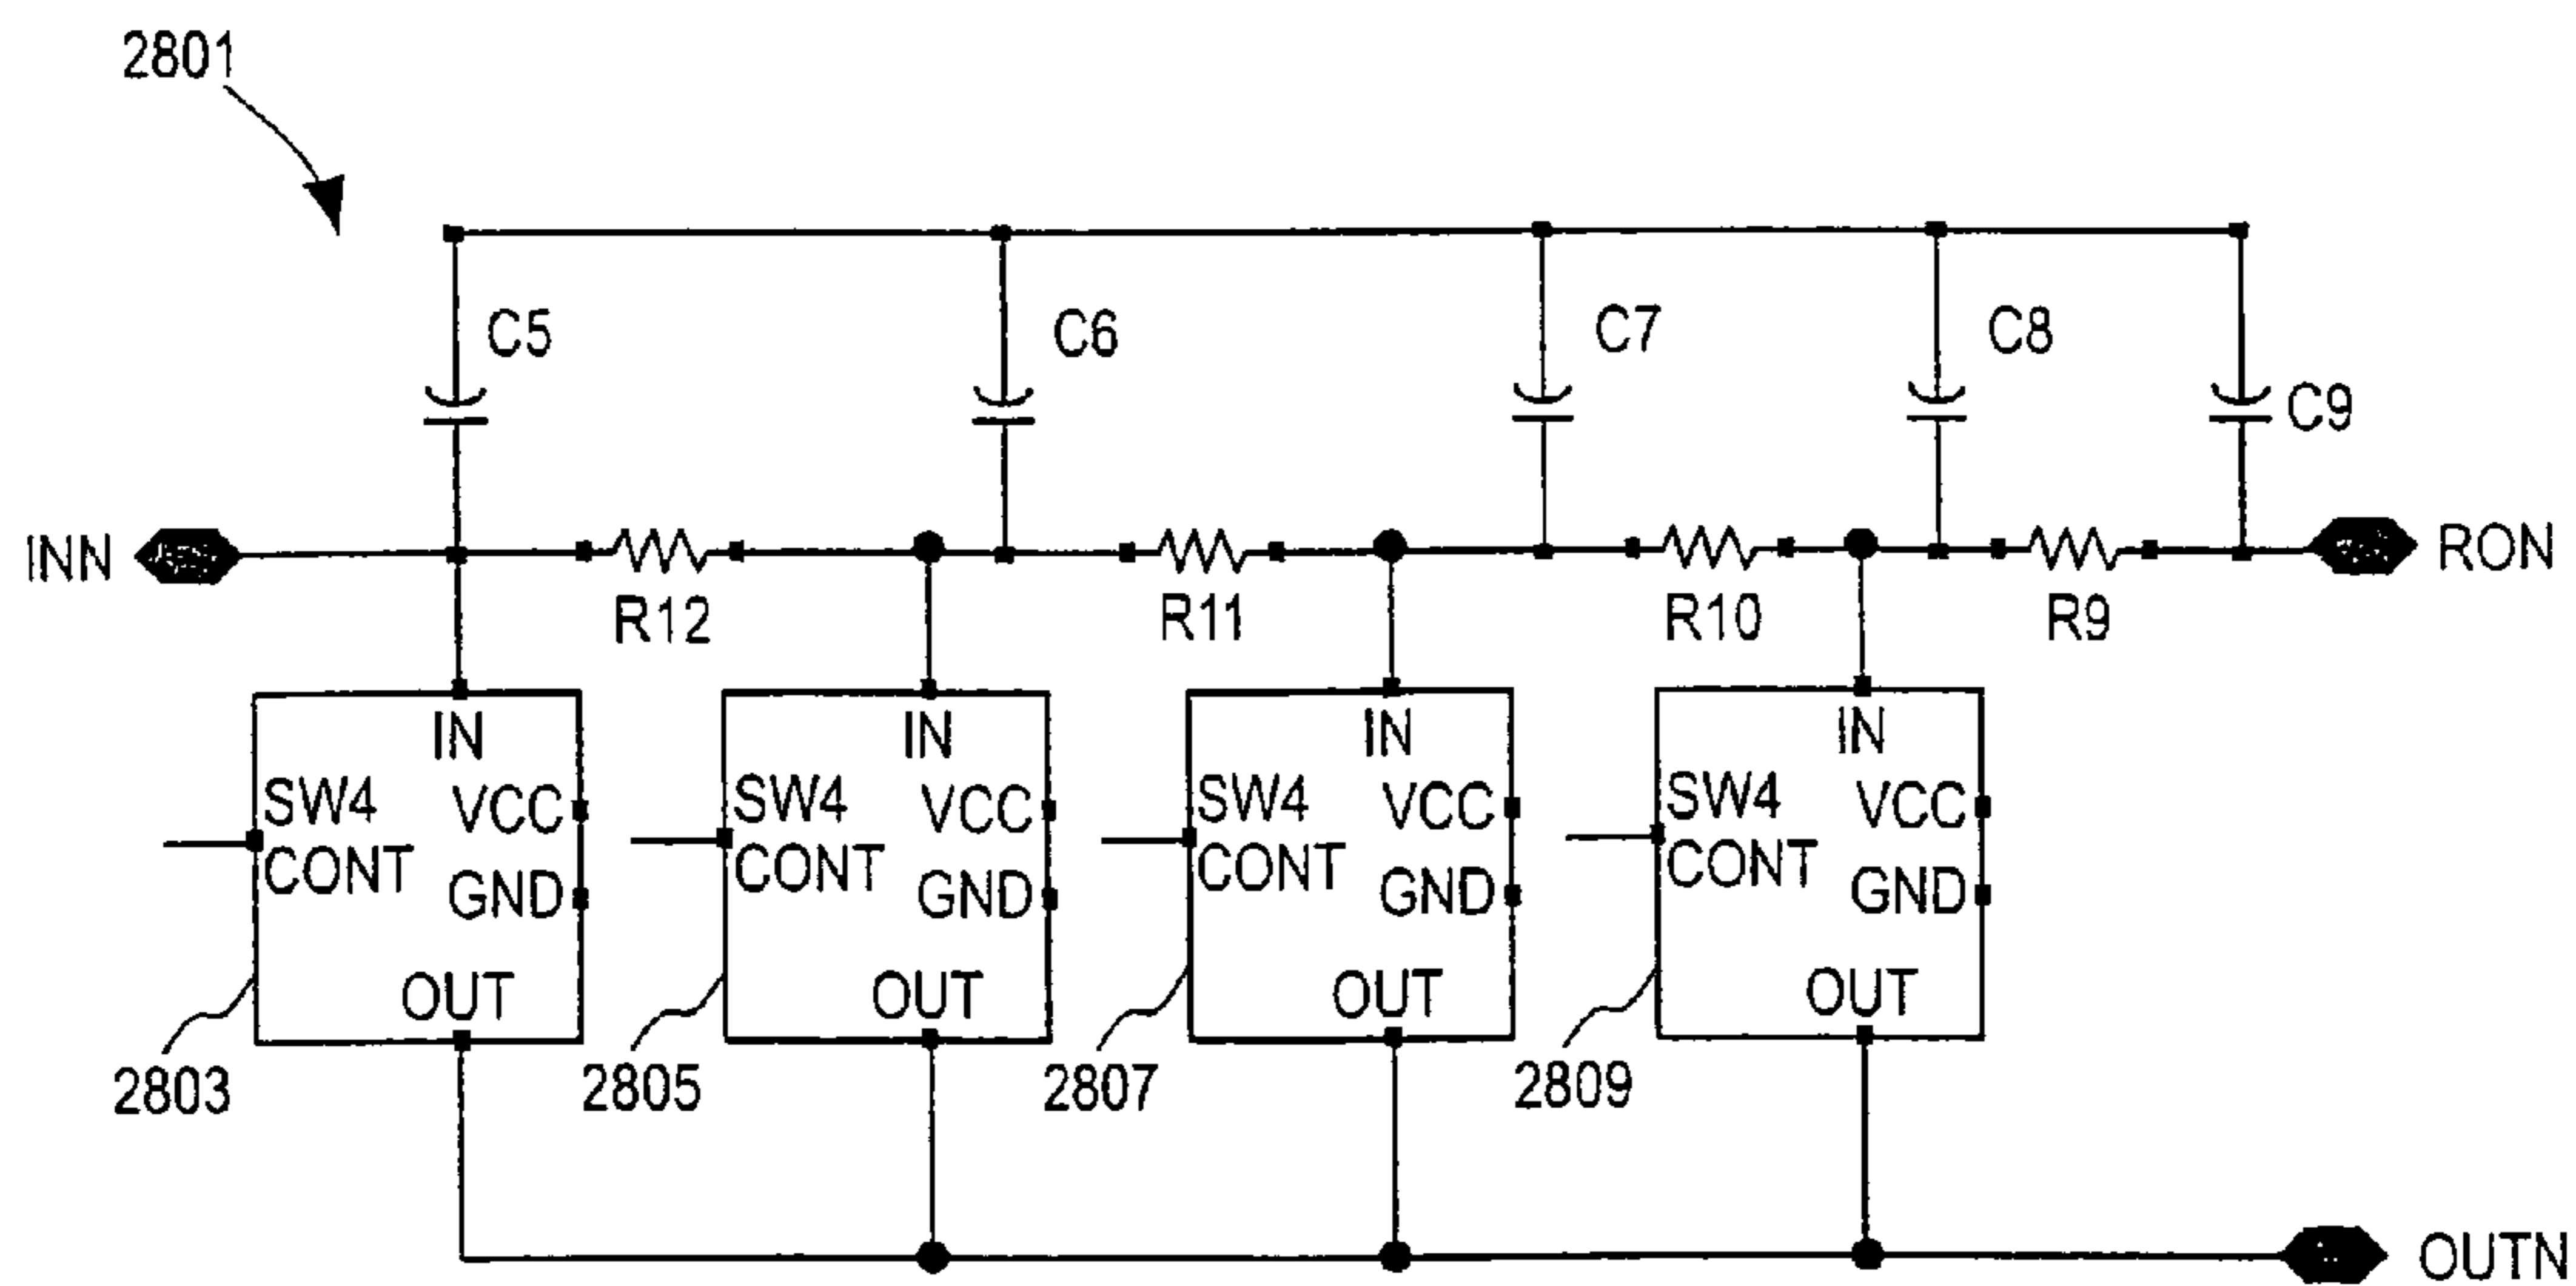 2801
C5
C6
C7
C8
C9
INN
RON
R12
R11
R10
R9
IN
SW4
CONT
VCC
GND
OUT
IN
SW4
CONT
VCC
GND
OUT
IN
SW4
CONT
VCC
GND
OUT
IN
SW4
CONT
VCC
GND
OUT
2803
2805
2807
2809
OUTN